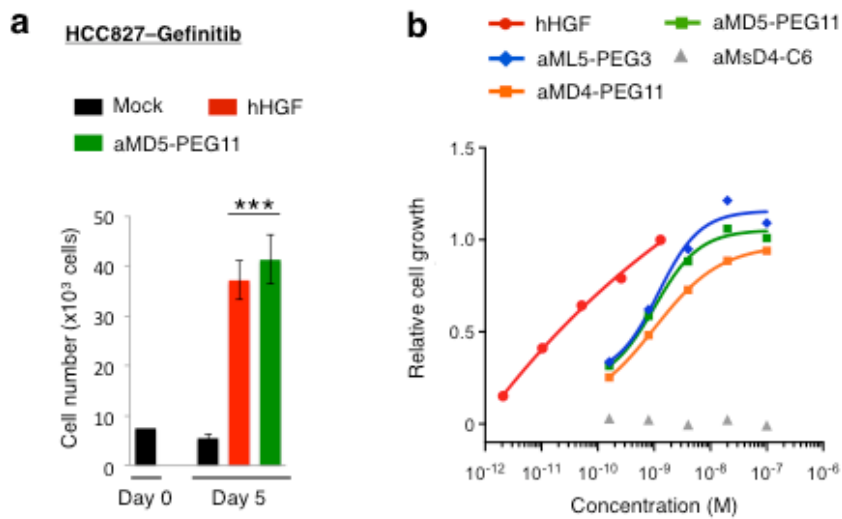 a
HCC827–Gefinitib
Mock
hHGF
aMD5-PEG11
***
50
40
30
20
10
0
Cell number (x10³ cells)
Day 0
Day 5
b
hHGF
aMD5-PEG11
aML5-PEG3
aMsD4-C6
aMD4-PEG11
1.5
1.0
0.5
0
Relative cell growth
10⁻¹² 10⁻¹¹ 10⁻¹⁰ 10⁻⁹ 10⁻⁸ 10⁻⁷ 10⁻⁶
Concentration (M)